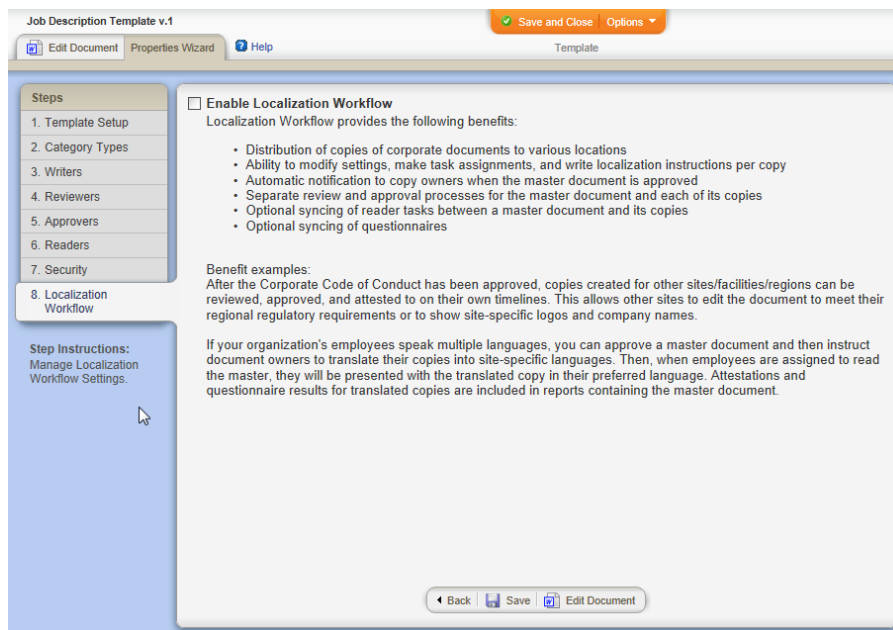 Job Description Template v.1
Save and Close Options
Edit Document Properties Wizard Help
Template
Steps
1. Template Setup
2. Category Types
3. Writers
4. Reviewers
5. Approvers
6. Readers
7. Security
8. Localization
Workflow
Step Instructions:
Manage Localization
Workflow Settings.
Enable Localization Workflow
Localization Workflow provides the following benefits:
• Distribution of copies of corporate documents to various locations
• Ability to modify settings, make task assignments, and write localization instructions per copy
• Automatic notification to copy owners when the master document is approved
• Separate review and approval processes for the master document and each of its copies
• Optional syncing of reader tasks between a master document and its copies
• Optional syncing of questionnaires
Benefit examples:
After the Corporate Code of Conduct has been approved, copies created for other sites/facilities/regions can be
reviewed, approved, and attested to on their own timelines. This allows other sites to edit the document to meet their
regional regulatory requirements or to show site-specific logos and company names.
If your organization's employees speak multiple languages, you can approve a master document and then instruct
document owners to translate their copies into site-specific languages. Then, when employees are assigned to read
the master, they will be presented with the translated copy in their preferred language. Attestations and
questionnaire results for translated copies are included in reports containing the master document.
Back Save Edit Document